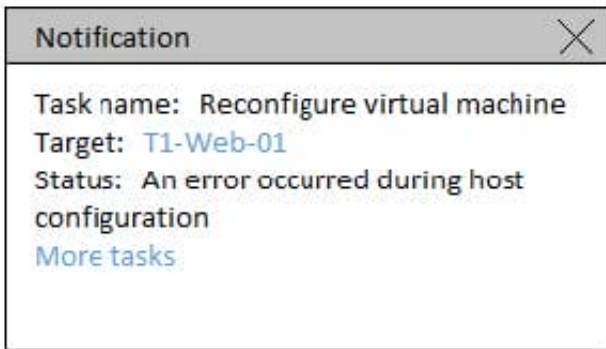 Notification
Task name: Reconfigure virtual machine
Target: T1-Web-01
Status: An error occurred during host
configuration
More tasks